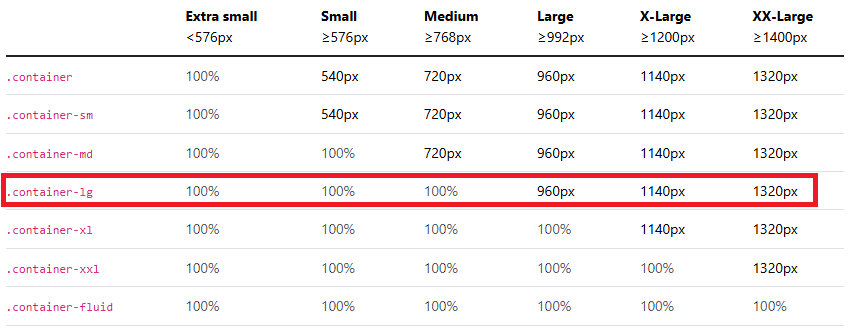 Extra small Small Medium Large X-Large XX-Large
<576px ≥576px ≥768px ≥992px ≥1200px ≥1400px
.container 100% 540px 720px 960px 1140px 1320px
.container-sm 100% 540px 720px 960px 1140px 1320px
.container-md 100% 100% 720px 960px 1140px 1320px
.container-lg 100% 100% 100% 960px 1140px 1320px
.container-xl 100% 100% 100% 100% 1140px 1320px
.container-xxl 100% 100% 100% 100% 100% 1320px
.container-fluid 100% 100% 100% 100% 100% 100%